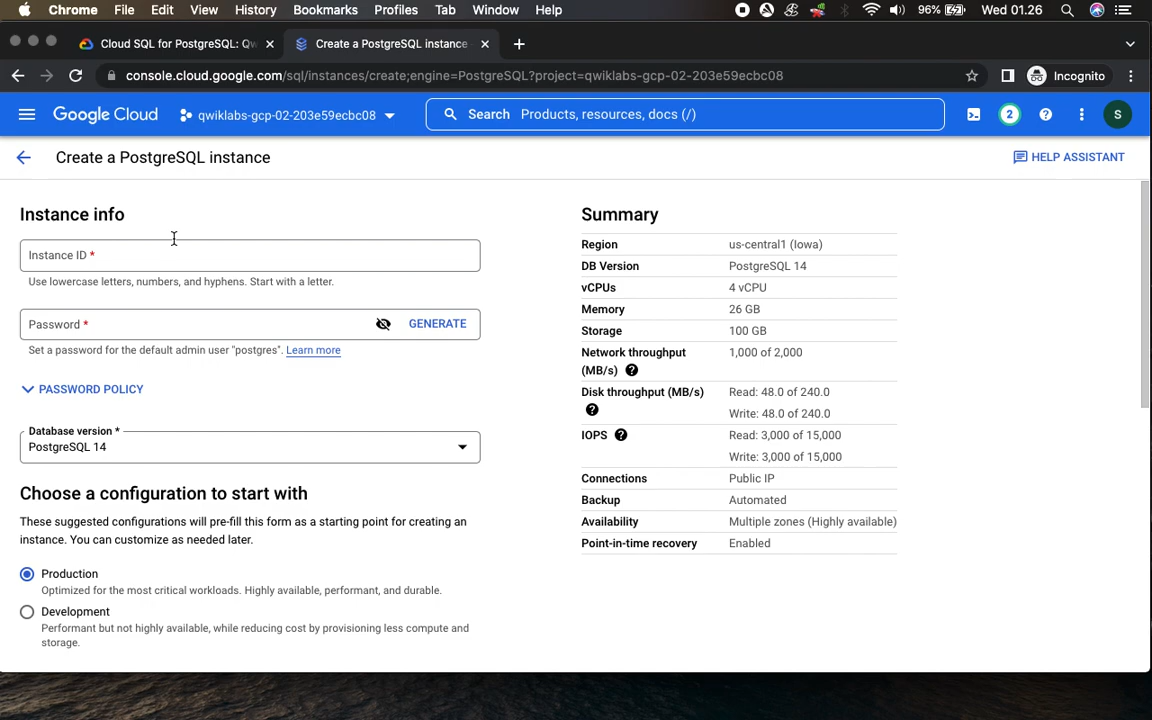 Chrome File Edit View History Bookmarks Profiles Tab Window Help 96% Wed 01.26
Cloud SQL for PostgreSQL: Qw Create a PostgreSQL instance
console.cloud.google.com/sql/instances/create;engine=PostgreSQL?project=qwiklabs-gcp-02-203e59ecbc08 Incognito
Google Cloud qwiklabs-gcp-02-203e59ecbc08 Search Products, resources, docs (/) 2 S
Create a PostgreSQL instance HELP ASSISTANT
Instance info
Instance ID *
Use lowercase letters, numbers, and hyphens. Start with a letter.
Password * GENERATE
Set a password for the default admin user "postgres". Learn more
PASSWORD POLICY
Database version *
PostgreSQL 14
Choose a configuration to start with
These suggested configurations will pre-fill this form as a starting point for creating an
instance. You can customize as needed later.
Production
Optimized for the most critical workloads. Highly available, performant, and durable.
Development
Performant but not highly available, while reducing cost by provisioning less compute and
storage.
Summary
Region us-central1 (Iowa)
DB Version PostgreSQL 14
vCPUs 4 vCPU
Memory 26 GB
Storage 100 GB
Network throughput 1,000 of 2,000
(MB/s)
Disk throughput (MB/s) Read: 48.0 of 240.0
Write: 48.0 of 240.0
IOPS Read: 3,000 of 15,000
Write: 3,000 of 15,000
Connections Public IP
Backup Automated
Availability Multiple zones (Highly available)
Point-in-time recovery Enabled